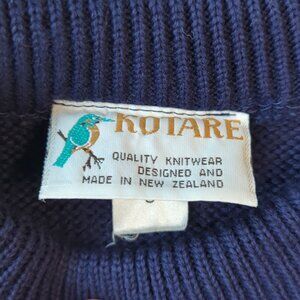 KOTARE
QUALITY KNITWEAR
DESIGNED AND
MADE IN NEW ZEALAND